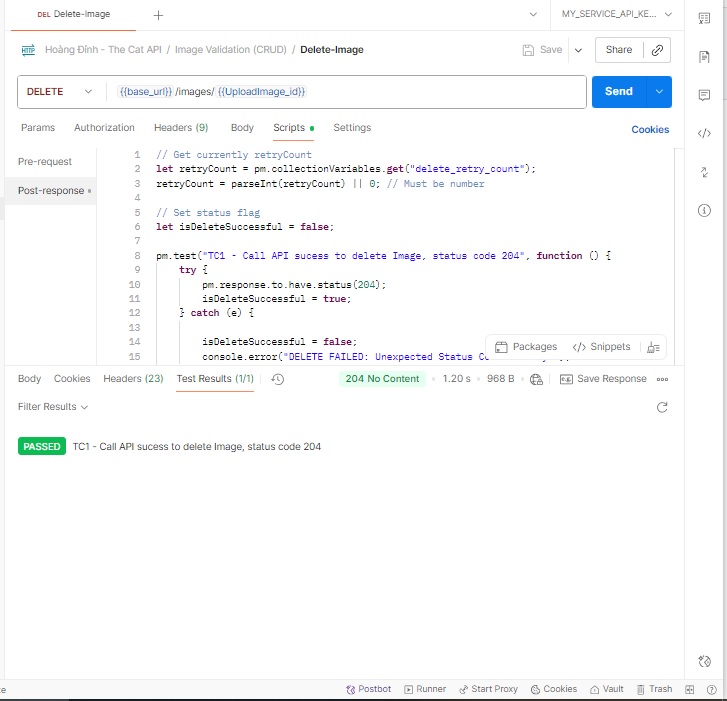 DEL Delete-Image
MY_SERVICE_API_KE...
HTTP Hoàng Đình - The Cat API / Image Validation (CRUD) / Delete-Image
Save
Share
DELETE
{{base_url}}/images/ {{UploadImage_id}}
Send
Params Authorization Headers (9) Body Scripts Settings
Cookies
Pre-request
Post-response
1 // Get currently retryCount
2 let retryCount = pm.collectionVariables.get("delete_retry_count");
3 retryCount = parseInt(retryCount) || 0; // Must be number
4
5 // Set status flag
6 let isDeleteSuccessful = false;
7
8 pm.test("TC1 - Call API sucess to delete Image, status code 204", function () {
9 try {
10 pm.response.to.have.status(204);
11 isDeleteSuccessful = true;
12 } catch (e) {
13
14 isDeleteSuccessful = false;
15 console.error("DELETE FAILED: Unexpected Status
Packages Snippets
Body Cookies Headers (23) Test Results (1/1)
204 No Content 1.20 s 968 B Save Response
Filter Results
PASSED TC1 - Call API sucess to delete Image, status code 204
Postbot Runner Start Proxy Cookies Vault Trash